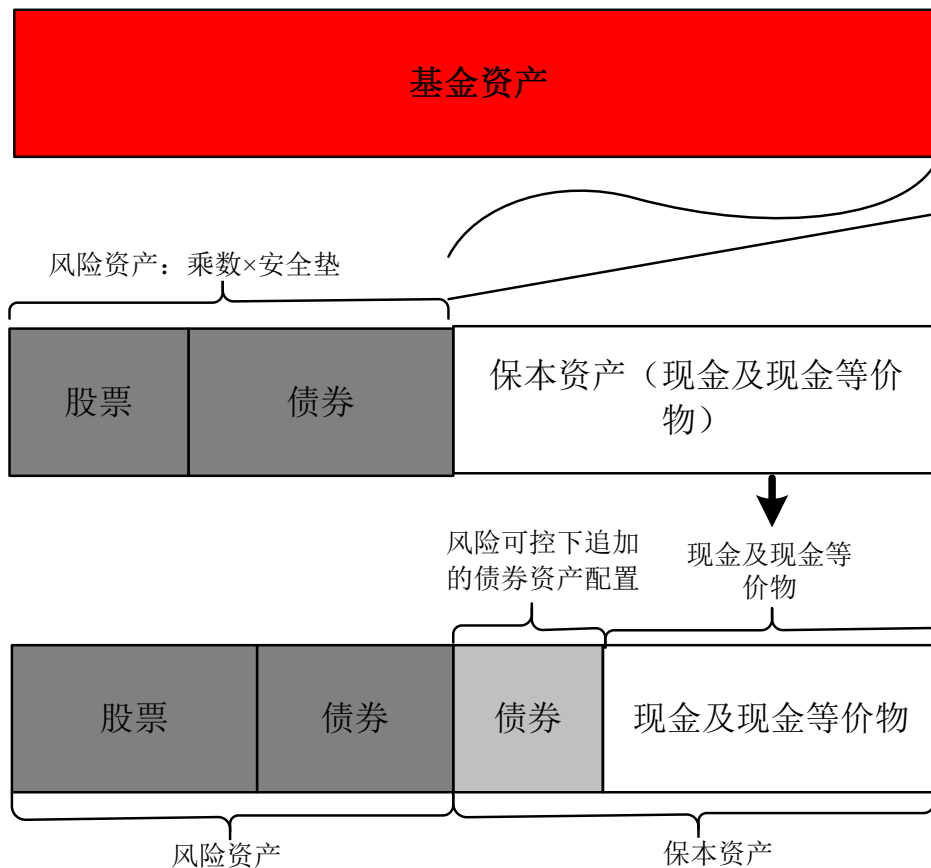 基金资产
风险资产：乘数×安全垫
股票
债券
保本资产（现金及现金等价
物）
风险可控下追加
的债券资产配置
现金及现金等
价物
股票
债券
债券
现金及现金等价物
风险资产
保本资产